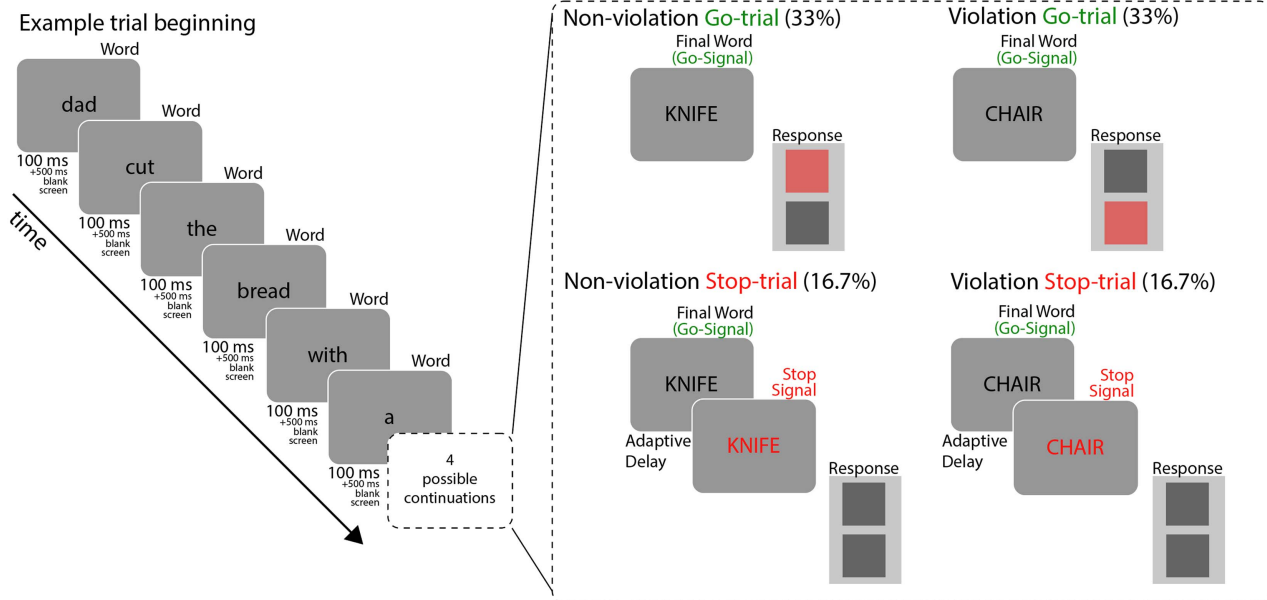 Example trial beginning
Word
dad
100 ms
+500 ms
blank
screen
Word
cut
100 ms
+500 ms
blank
screen
Word
the
100 ms
+500 ms
blank
screen
Word
bread
100 ms
+500 ms
blank
screen
Word
with
100 ms
+500 ms
blank
screen
Word
a
100 ms
+500 ms
blank
screen
time
4
possible
continuations
Non-violation Go-trial (33%)
Final Word
(Go-Signal)
KNIFE
Response
Violation Go-trial (33%)
Final Word
(Go-Signal)
CHAIR
Response
Non-violation Stop-trial (16.7%)
Final Word
(Go-Signal)
KNIFE
Stop
Signal
KNIFE
Adaptive
Delay
Response
Violation Stop-trial (16.7%)
Final Word
(Go-Signal)
CHAIR
Stop
Signal
CHAIR
Adaptive
Delay
Response